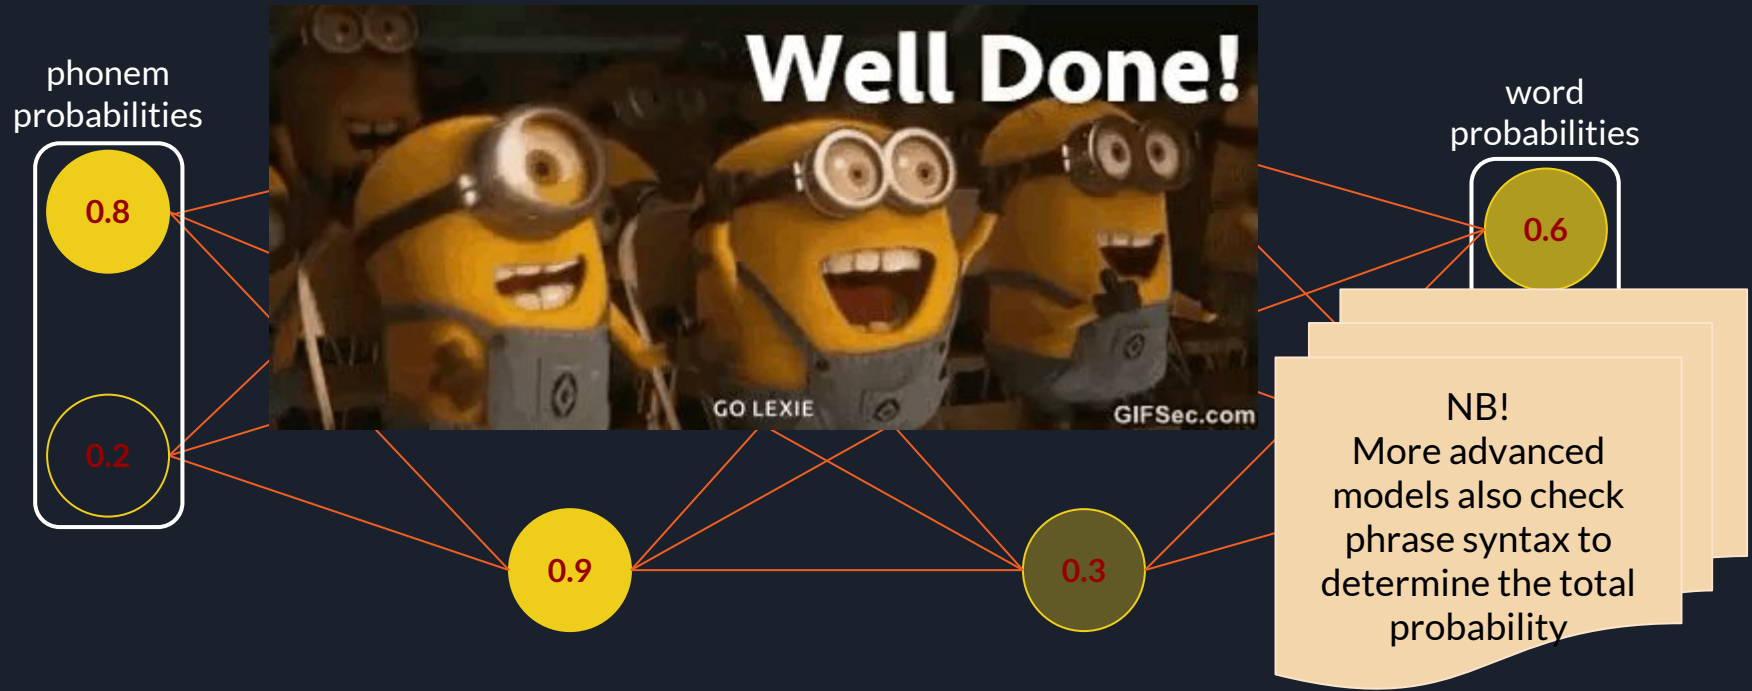 phonem
probabilities
0.8
0.2
Well Done!
GO LEXIE
GIFSec.com
0.9
0.3
word
probabilities
0.6
NB!
More advanced
models also check
phrase syntax to
determine the total
probability